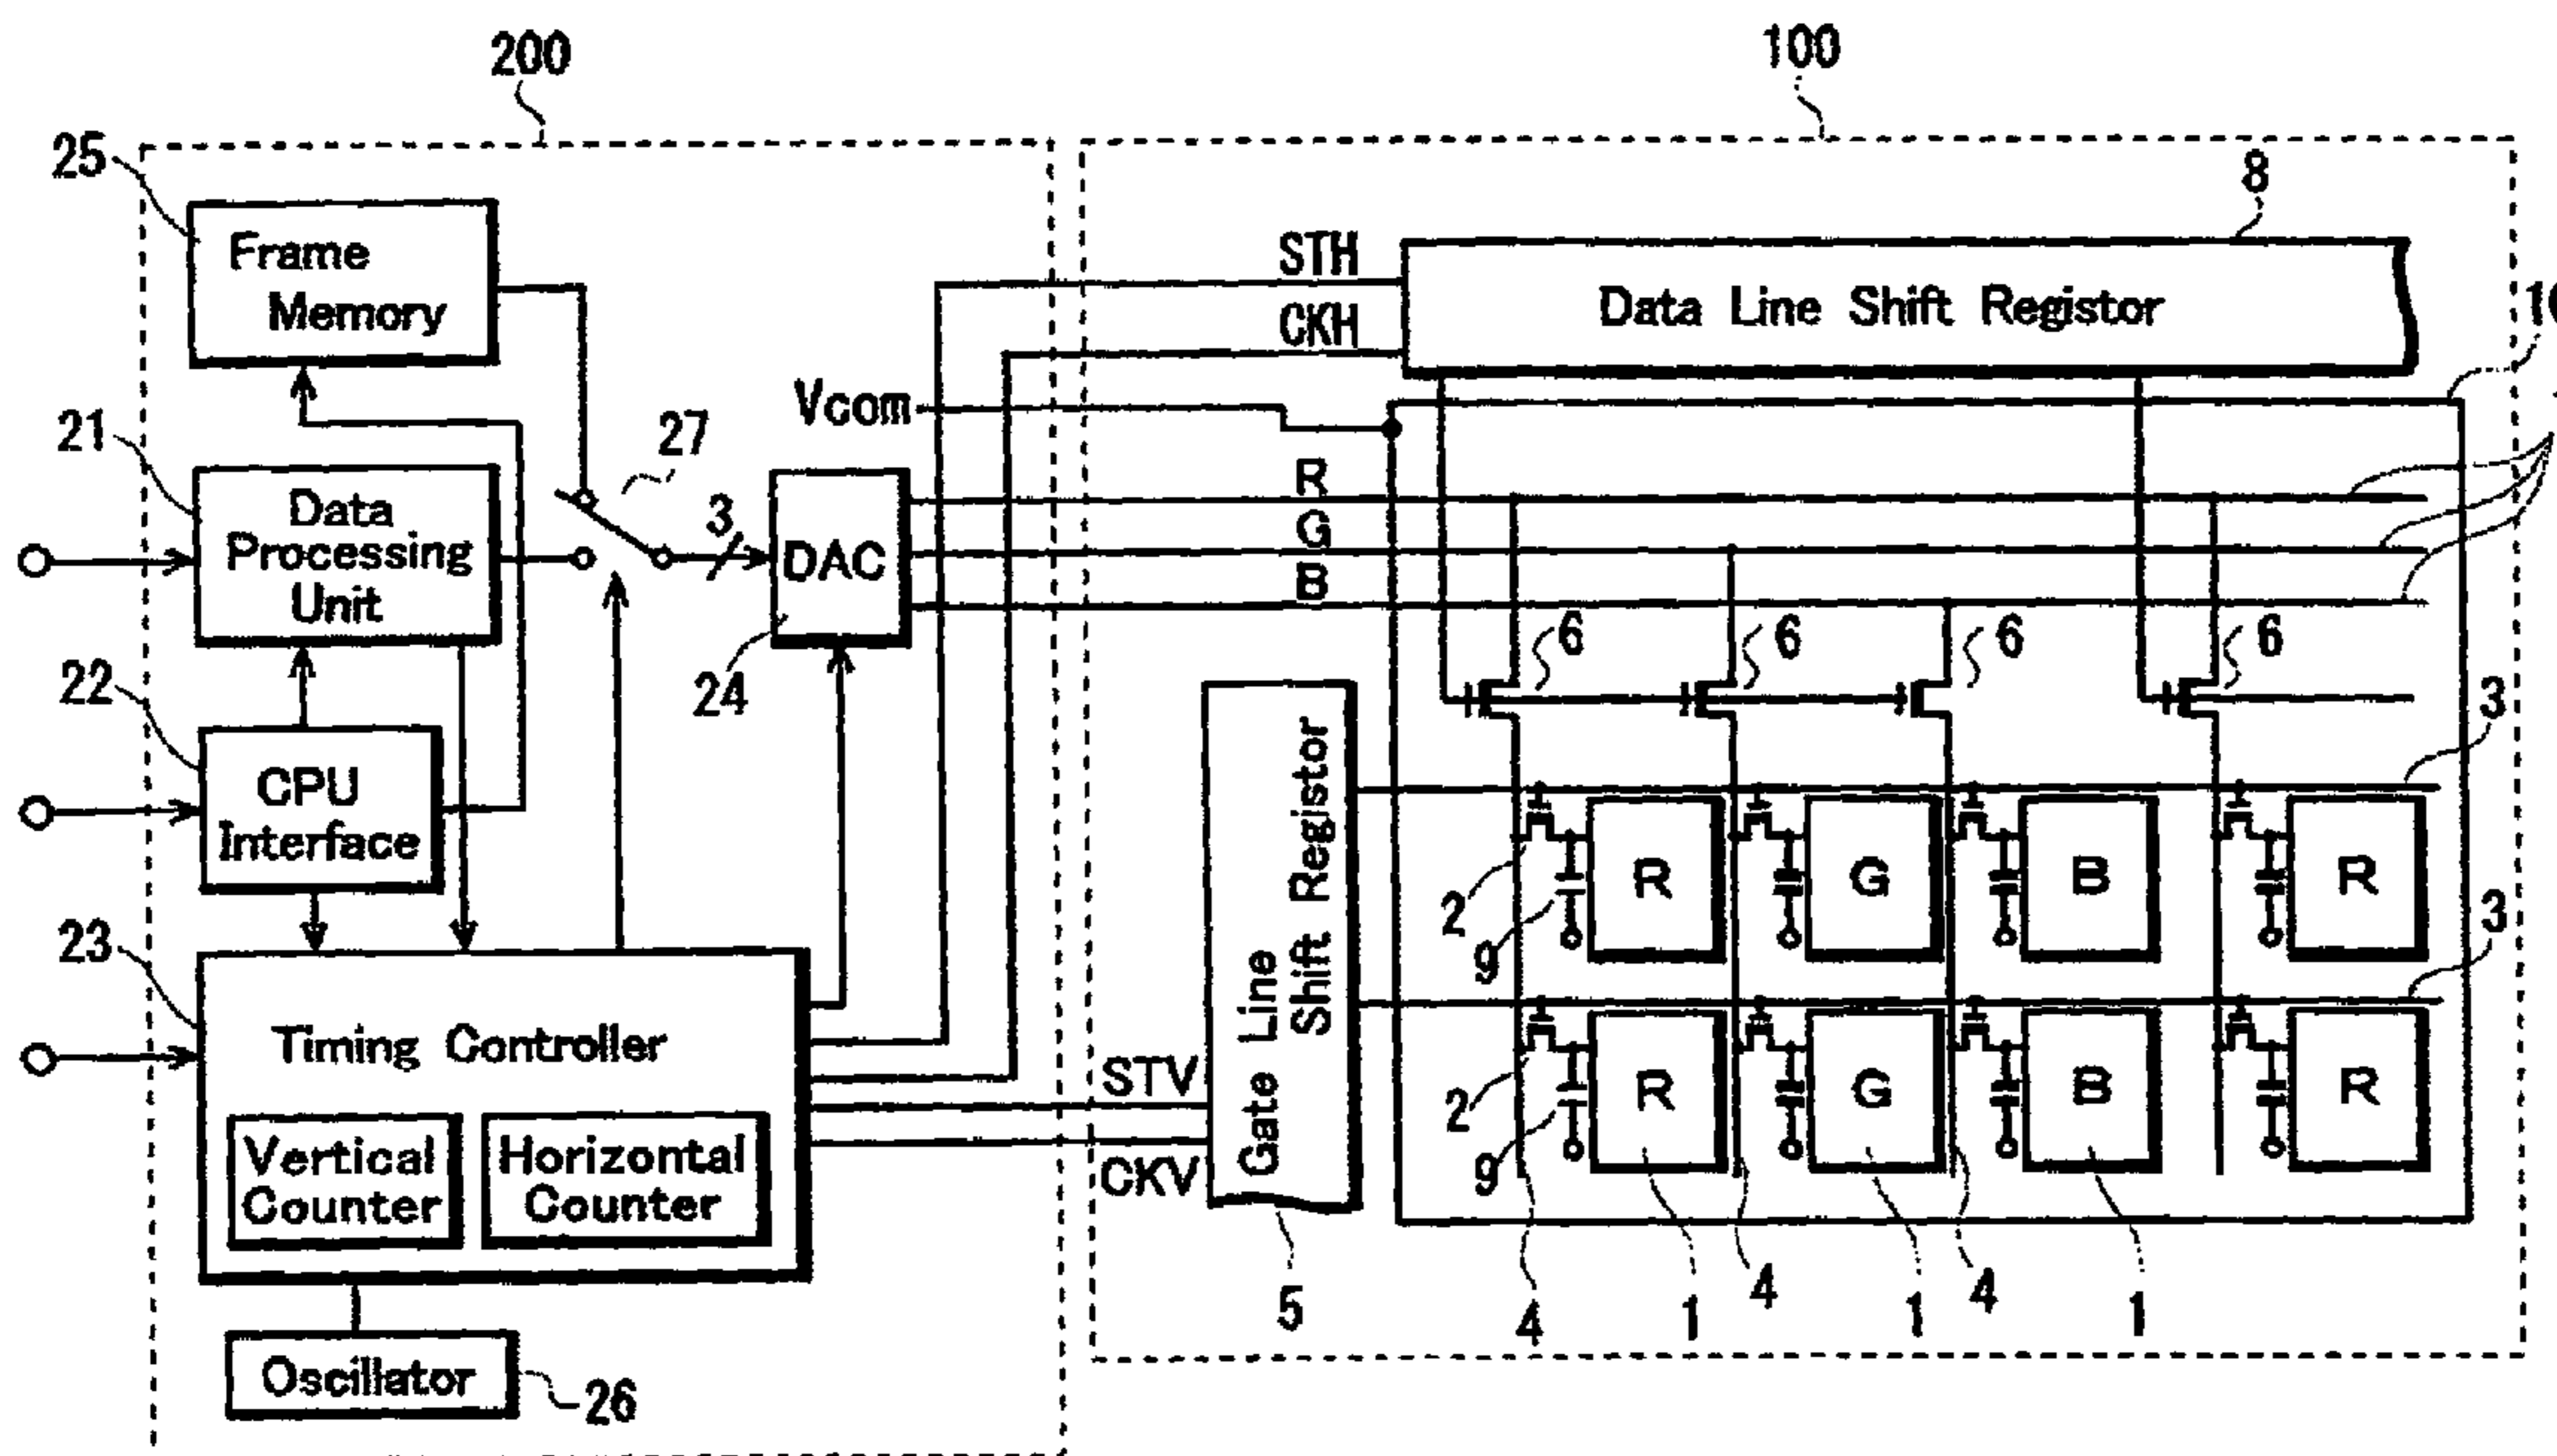 200
100
25
Frame
Memory
8
STH
Data Line Shift Registor
CKH
Vcom
21
27
Data
Processing
Unit
3
DAC
R
G
B
24
6
6
6
6
22
CPU
Interface
3
Gate Line
Shift Registor
R
G
B
R
2
9
3
23
Timing Controller
STV
CKV
R
G
B
R
2
9
Vertical
Counter
Horizontal
Counter
5
4
1
4
1
4
1
Oscillator
26